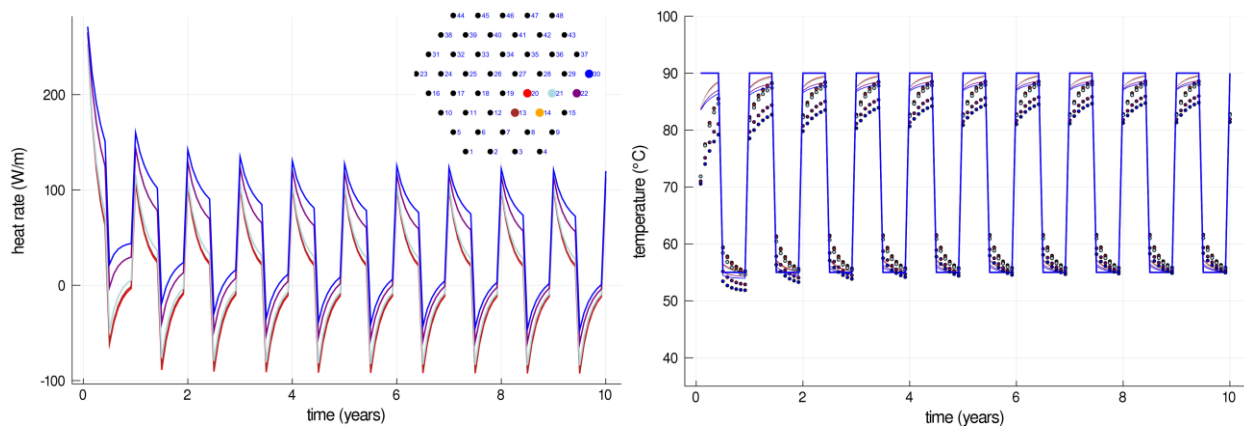 heat rate (W/m)
200
100
0
-100
0 2 4 6 8 10
time (years)
44 45 46 47 48
38 39 40 41 42 43
31 32 33 34 35 36 37
23 24 25 26 27 28 29 30
16 17 18 19 20 21 22
10 11 12 13 14 15
5 6 7 8 9
1 2 3 4
temperature (°C)
100
90
80
70
60
50
40
0 2 4 6 8 10
time (years)